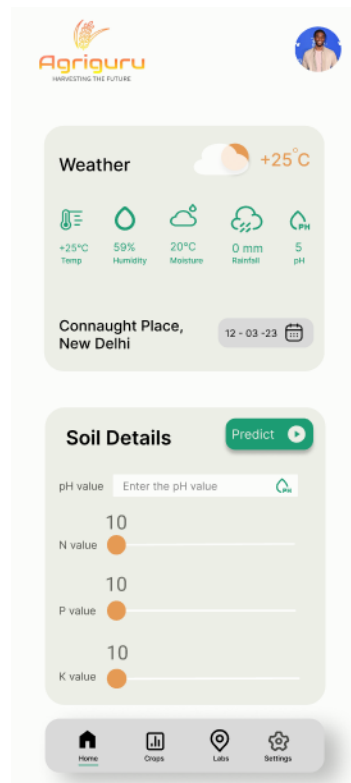 Agriguru
HARVESTING THE FUTURE
Weather
+25°C
+25°C
59%
20°C
0 mm
5
Temp
Humidity
Moisture
Rainfall
pH
PH
Connaught Place,
New Delhi
12 - 03 -23
Soil Details
Predict
pH value
Enter the pH value
PH
10
N value
10
P value
10
K value
Home
Crops
Labs
Settings